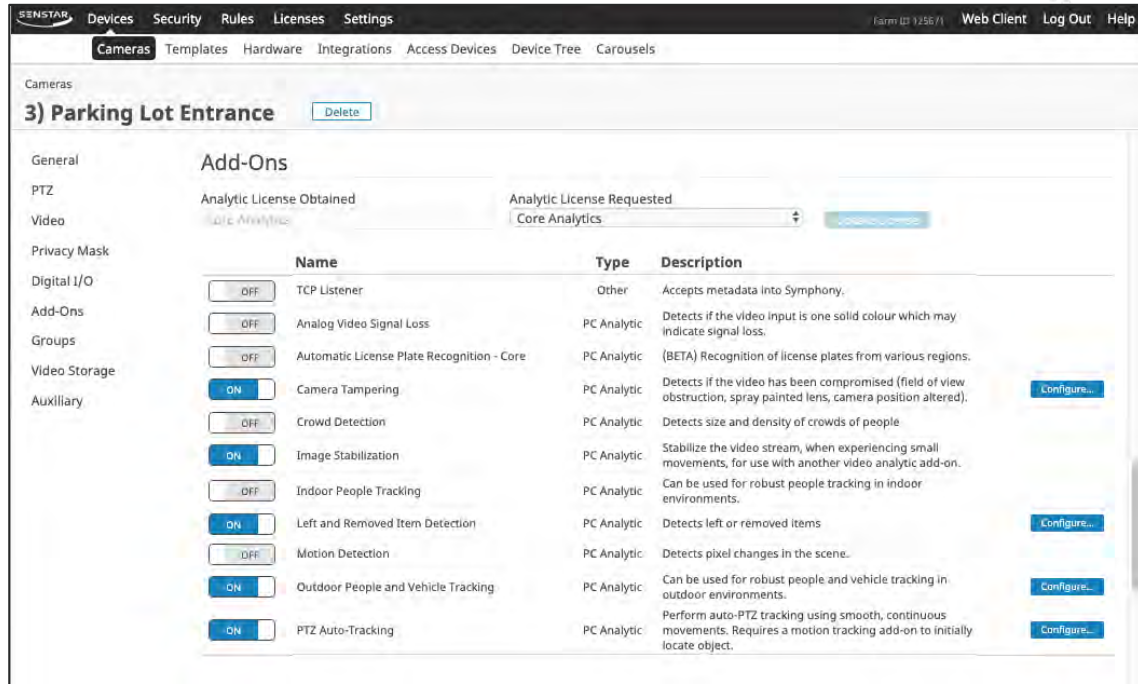 SENSTAR Devices Security Rules Licenses Settings Farm ID 125671 Web Client Log Out Help
Cameras Templates Hardware Integrations Access Devices Device Tree Carousels
Cameras
3) Parking Lot Entrance Delete
General
PTZ
Video
Privacy Mask
Digital I/O
Add-Ons
Groups
Video Storage
Auxiliary
Add-Ons
Analytic License Obtained Analytic License Requested
Core Analytics Core Analytics
Name Type Description
OFF TCP Listener Other Accepts metadata into Symphony.
OFF Analog Video Signal Loss PC Analytic Detects if the video input is one solid colour which may
indicate signal loss.
OFF Automatic License Plate Recognition - Core PC Analytic (BETA) Recognition of license plates from various regions.
ON Camera Tampering PC Analytic Detects if the video has been compromised (field of view
obstruction, spray painted lens, camera position altered). Configure...
OFF Crowd Detection PC Analytic Detects size and density of crowds of people
ON Image Stabilization PC Analytic Stabilize the video stream, when experiencing small
movements, for use with another video analytic add-on.
OFF Indoor People Tracking PC Analytic Can be used for robust people tracking in indoor
environments.
ON Left and Removed Item Detection PC Analytic Detects left or removed items Configure...
OFF Motion Detection PC Analytic Detects pixel changes in the scene.
ON Outdoor People and Vehicle Tracking PC Analytic Can be used for robust people and vehicle tracking in
outdoor environments. Configure...
ON PTZ Auto-Tracking PC Analytic Perform auto-PTZ tracking using smooth, continuous
movements. Requires a motion tracking add-on to initially
locate object. Configure...